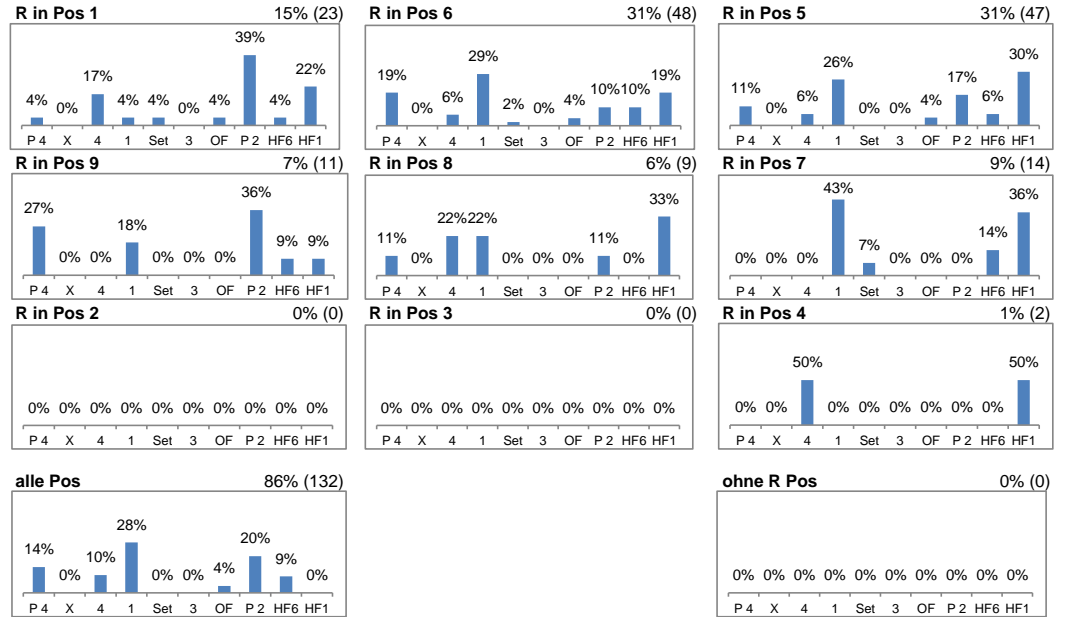 R in Pos 1 15% (23)
39%
22%
17%
4% 0% 4% 4% 0% 4% 4%
P 4 X 4 1 Set 3 OF P 2 HF6 HF1
R in Pos 6 31% (48)
29%
19% 19%
10% 10%
6% 4%
0% 2% 0%
P 4 X 4 1 Set 3 OF P 2 HF6 HF1
R in Pos 5 31% (47)
30%
26%
17%
11%
6% 4% 6%
0% 0% 0%
P 4 X 4 1 Set 3 OF P 2 HF6 HF1
R in Pos 9 7% (11)
36%
27%
18%
9% 9%
0% 0% 0% 0% 0%
P 4 X 4 1 Set 3 OF P 2 HF6 HF1
R in Pos 8 6% (9)
33%
22% 22%
11% 11%
0% 0% 0% 0% 0%
P 4 X 4 1 Set 3 OF P 2 HF6 HF1
R in Pos 7 9% (14)
43%
36%
14%
7%
0% 0% 0% 0% 0% 0%
P 4 X 4 1 Set 3 OF P 2 HF6 HF1
R in Pos 2 0% (0)
0% 0% 0% 0% 0% 0% 0% 0% 0% 0%
P 4 X 4 1 Set 3 OF P 2 HF6 HF1
R in Pos 3 0% (0)
0% 0% 0% 0% 0% 0% 0% 0% 0% 0%
P 4 X 4 1 Set 3 OF P 2 HF6 HF1
R in Pos 4 1% (2)
50% 50%
0% 0% 0% 0% 0% 0% 0% 0%
P 4 X 4 1 Set 3 OF P 2 HF6 HF1
alle Pos 86% (132)
28%
20%
14%
10% 9%
0% 0% 0% 4% 0%
P 4 X 4 1 Set 3 OF P 2 HF6 HF1
ohne R Pos 0% (0)
0% 0% 0% 0% 0% 0% 0% 0% 0% 0%
P 4 X 4 1 Set 3 OF P 2 HF6 HF1